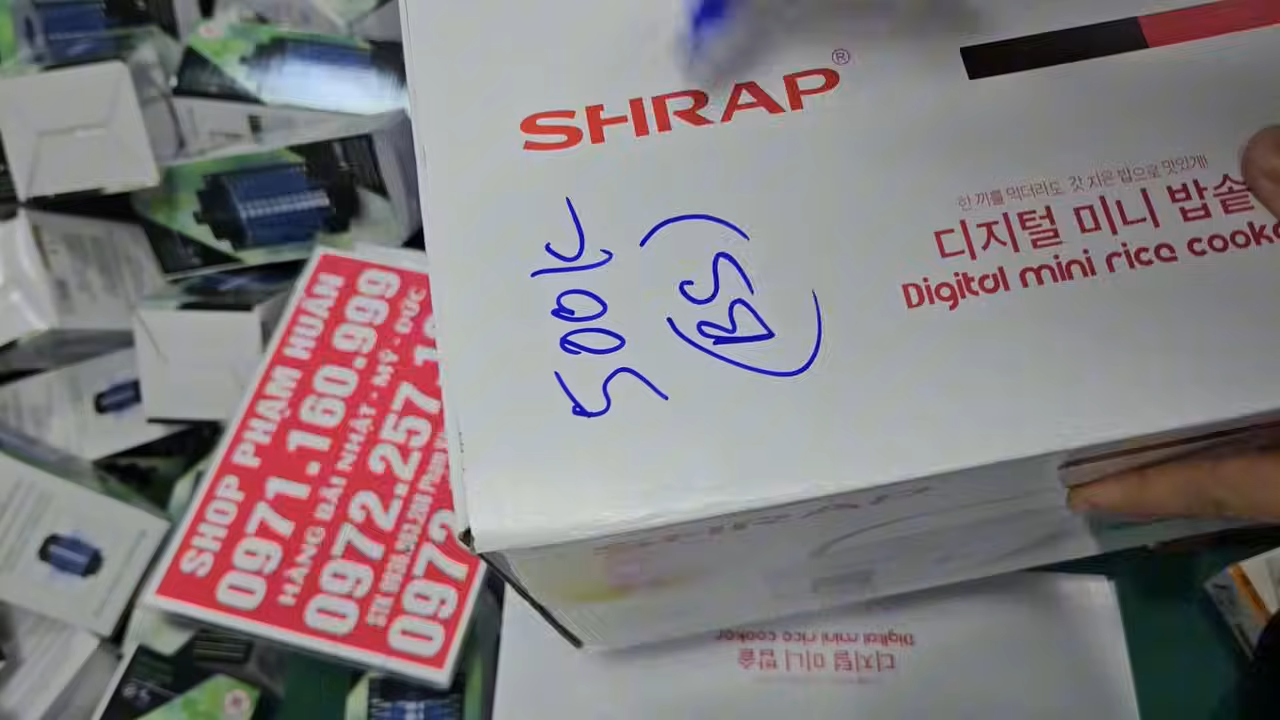 SHRAP®
한 끼를 먹더라도 갓 지은 밥으로 맛있게!
디지털 미니 밥솥
Digital mini rice cooke
500K
(BS)
SHOP PHẠM HUÂN
0971.160.999
HÀNG BÃI NHẬT - MỸ - ĐỨC
0972.257.1
0972
Digital mini rice cooker
디지털 미니 밥솥